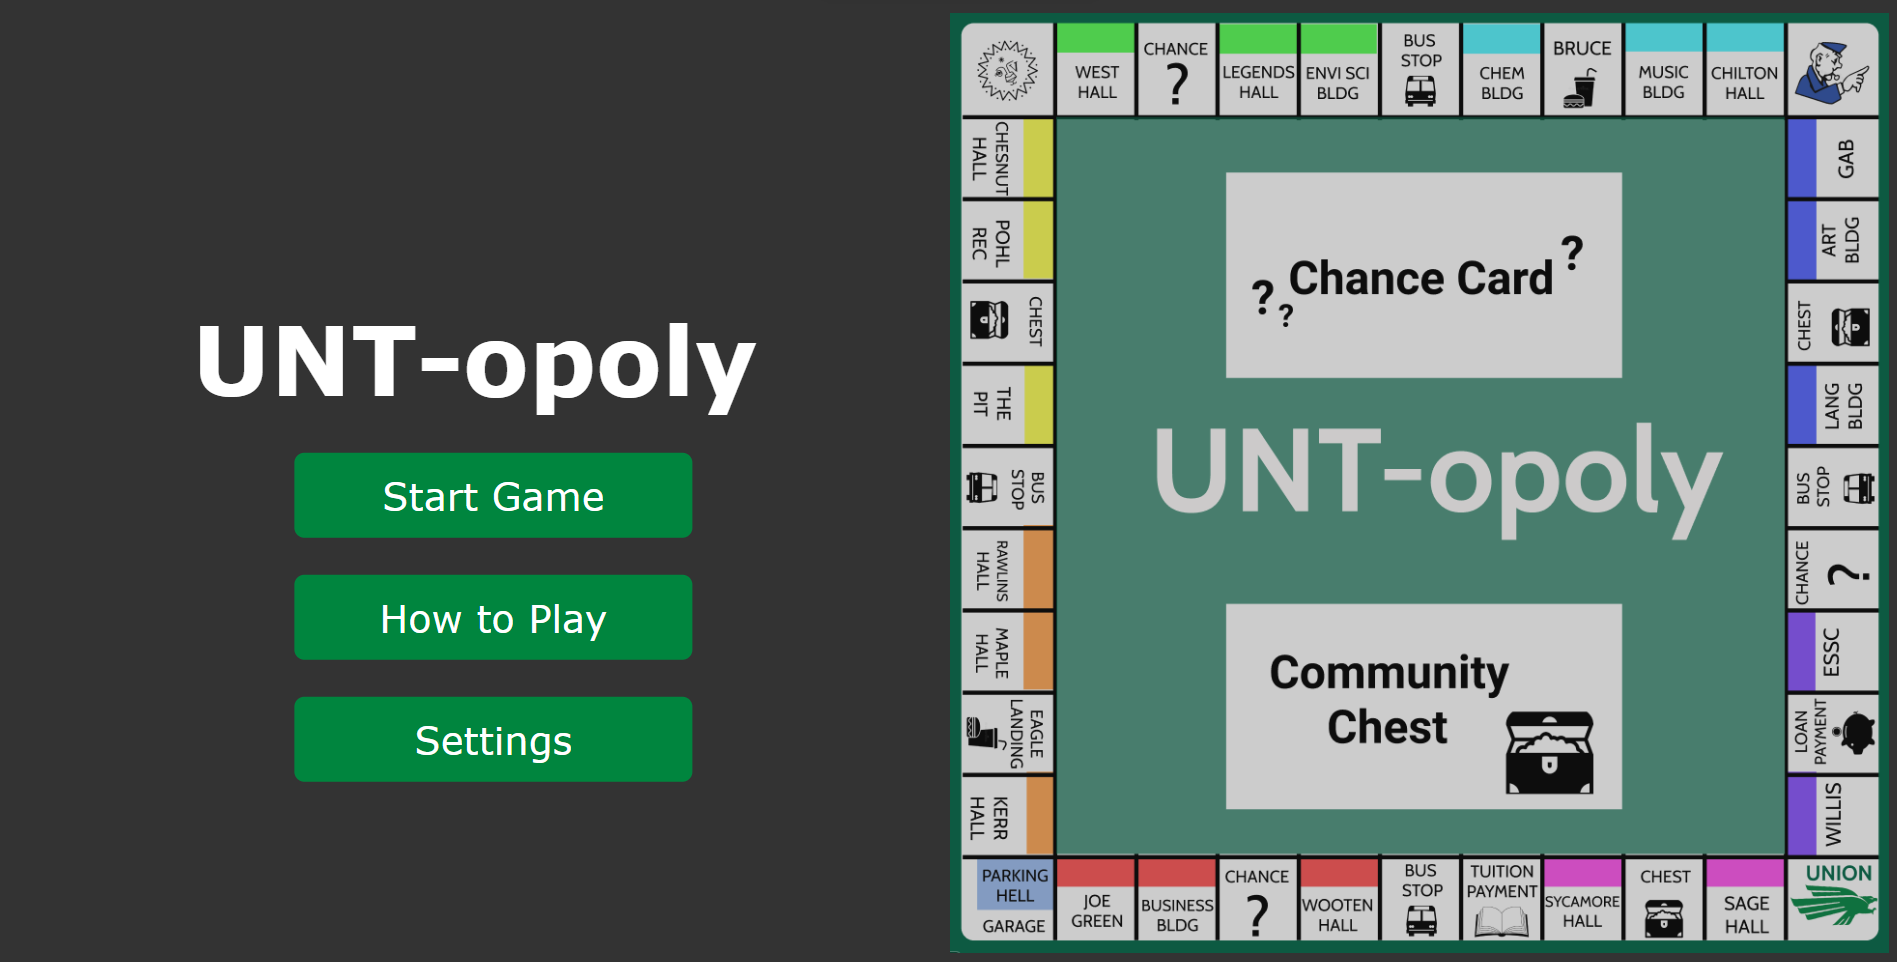 UNT-opoly
Start Game
How to Play
Settings
WEST
HALL
CHANCE
?
LEGENDS
HALL
ENVI SCI
BLDG
BUS
STOP
CHEM
BLDG
BRUCE
MUSIC
BLDG
CHILTON
HALL
CHESNUT
HALL
POHL
REC
CHEST
THE
PIT
BUS
STOP
RAWLINS
HALL
MAPLE
HALL
EAGLE
LANDING
KERR
HALL
? ? Chance Card ?
UNT-opoly
Community
Chest
GAB
ART
BLDG
CHEST
LANG
BLDG
BUS
STOP
CHANCE
?
ESSC
LOAN
PAYMENT
WILLIS
PARKING
HELL
GARAGE
JOE
GREEN
BUSINESS
BLDG
CHANCE
?
WOOTEN
HALL
BUS
STOP
TUITION
PAYMENT
SYCAMORE
HALL
CHEST
SAGE
HALL
UNION